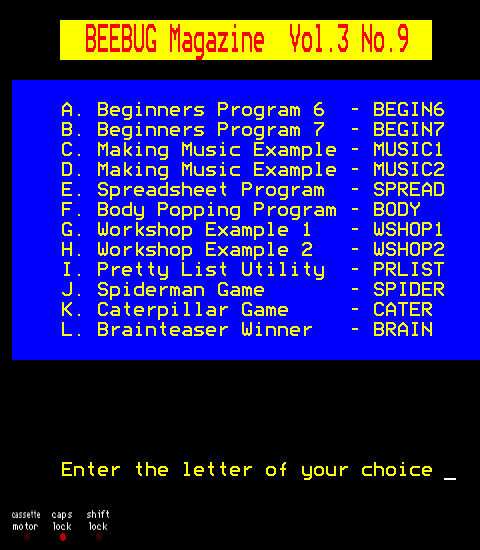 BEEBUG Magazine  Vol.3 No.9
A. Beginners Program 6  - BEGIN6
B. Beginners Program 7  - BEGIN7
C. Making Music Example - MUSIC1
D. Making Music Example - MUSIC2
E. Spreadsheet Program  - SPREAD
F. Body Popping Program - BODY
G. Workshop Example 1   - WSHOP1
H. Workshop Example 2   - WSHOP2
I. Pretty List Utility  - PRLIST
J. Spiderman Game       - SPIDER
K. Caterpillar Game     - CATER
L. Brainteaser Winner   - BRAIN
Enter the letter of your choice _
cassette motor
caps lock
shift lock